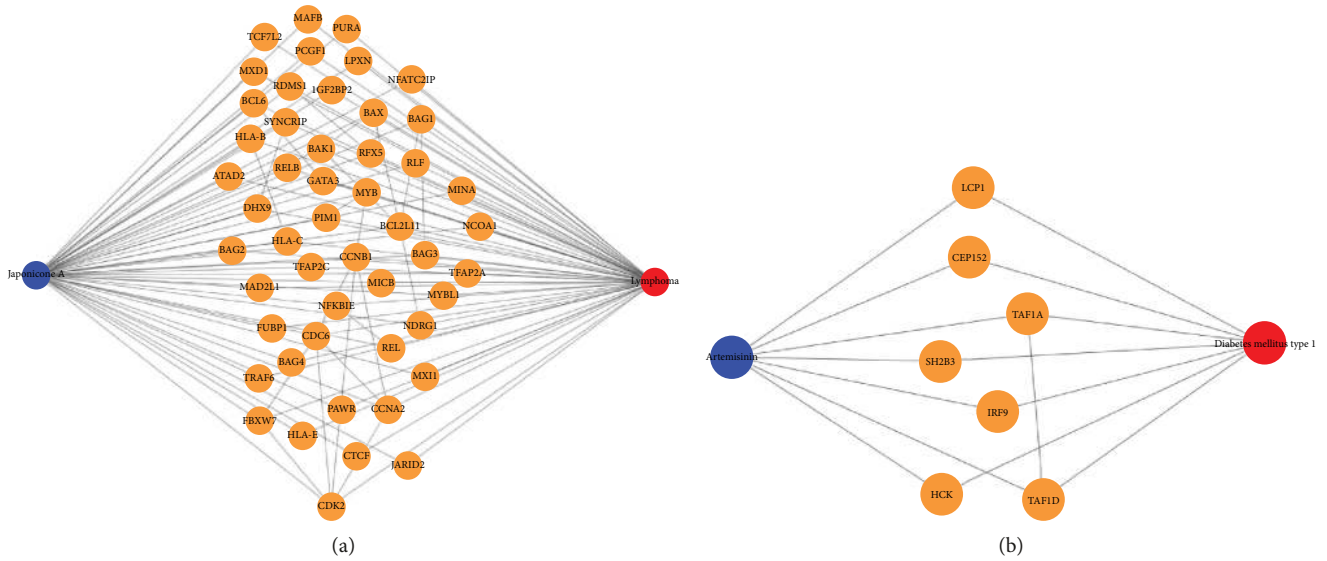 MAFB
PURA
TCF7L2
PCGF1
LPXN
MXD1
NFATC2IP
RDMS1
1GF2BP2
BCL6
BAX
BAG1
SYNCRIP
HLA-B
BAK1
RFX5
RLF
RELB
ATAD2
GATA3
MYB
MINA
DHX9
PIM1
BCL2L11
NCOA1
HLA-C
BAG2
CCNB1
BAG3
TFAP2C
TFAP2A
Japonicone A
Lymphoma
MAD2L1
MICB
MYBL1
NFKBIE
FUBP1
CDC6
NDRG1
REL
BAG4
TRAF6
MXI1
PAWR
CCNA2
FBXW7
HLA-E
CTCF
JARID2
CDK2
(a)
LCP1
CEP152
TAF1A
Artemisinin
SH2B3
Diabetes mellitus type 1
IRF9
HCK
TAF1D
(b)